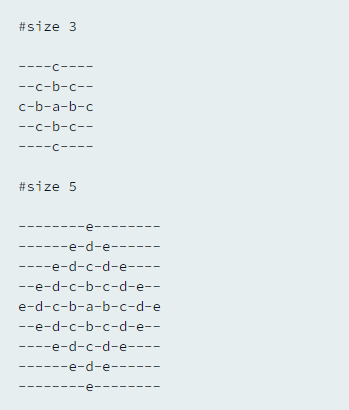 #size 3

----c----
--c-b-c--
c-b-a-b-c
--c-b-c--
----c----

#size 5

--------e--------
------e-d-e------
----e-d-c-d-e----
--e-d-c-b-c-d-e--
e-d-c-b-a-b-c-d-e
--e-d-c-b-c-d-e--
----e-d-c-d-e----
------e-d-e------
--------e--------